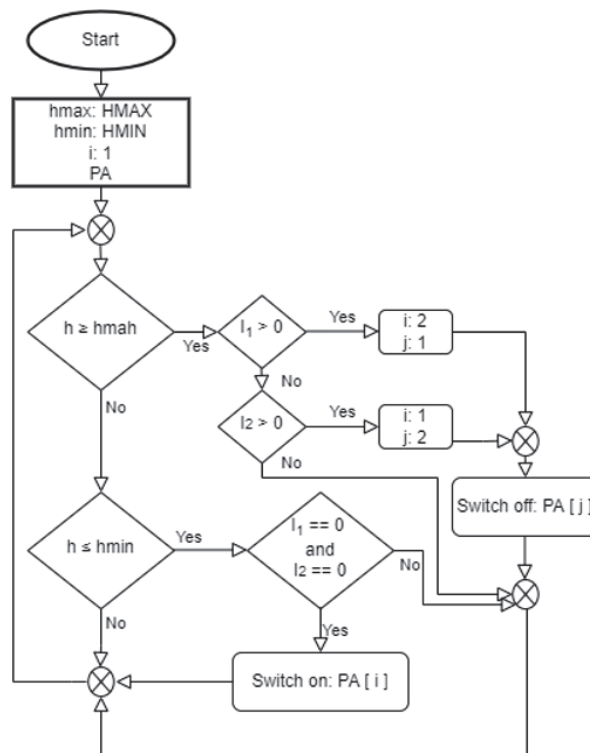 Start
hmax: HMAX
hmin: HMIN
i: 1
PA
h ≥ hmah
Yes
I₁ > 0
Yes
i: 2
j: 1
No
No
I₂ > 0
Yes
i: 1
j: 2
No
Switch off: PA [ j ]
h ≤ hmin
Yes
I₁ == 0
and
I₂ == 0
No
No
Yes
Switch on: PA [ i ]